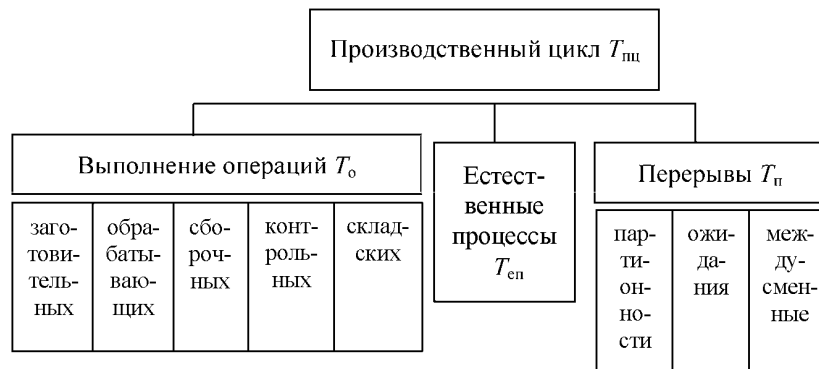 Производственный цикл Tпц
Выполнение операций Tо
Естест-
венные
процессы
Tеп
Перерывы Tп
заго-
тови-
тель-
ных
обра-
баты-
ваю-
щих
сбо-
роч-
ных
конт-
роль-
ных
склад-
ских
пар-
ти-
он-
но-
сти
ожи-
да-
ния
меж-
ду-
смен-
ные